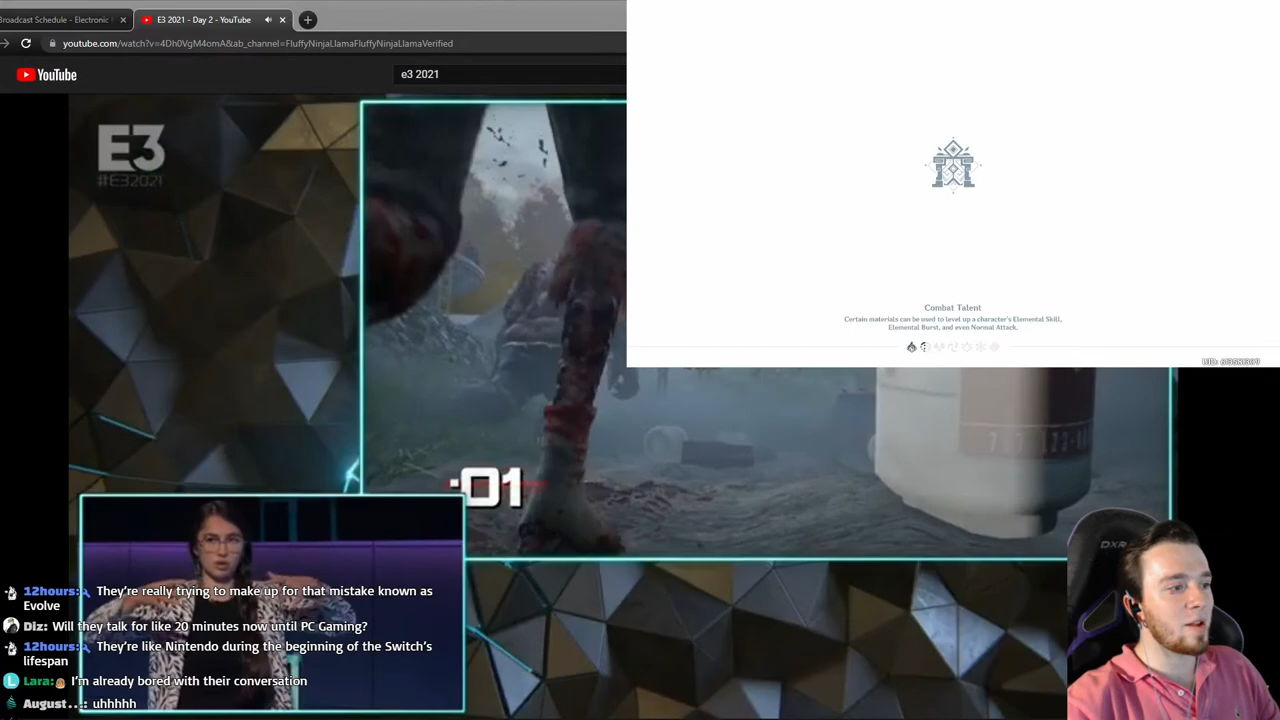 Broadcast Schedule - Electronic
E3 2021 - Day 2 - YouTube
youtube.com/watch?v=4Dh0VgM4omA&ab_channel=FluffyNinjaLlamaFluffyNinjaLlamaVerified
YouTube
e3 2021
E3
#E32021
Combat Talent
Certain materials can be used to level up a character's Elemental Skill,
Elemental Burst, and even Normal Attack.
:01
DXR
12hours: They're really trying to make up for that mistake known as
Evolve
Diz: Will they talk for like 20 minutes now until PC Gaming?
12hours: They're like Nintendo during the beginning of the Switch's
lifespan
Lara: I'm already bored with their conversation
August . . .: uhhhhh